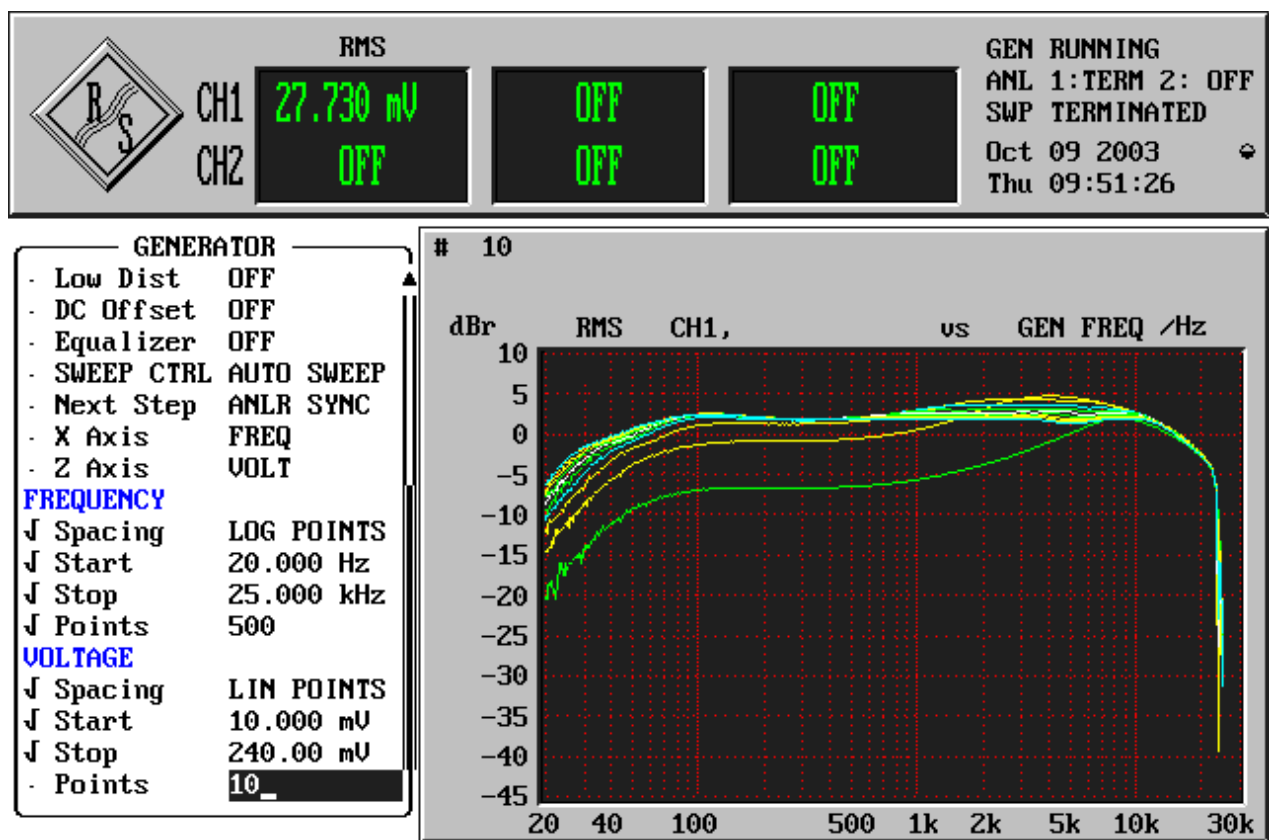 RMS
R S
CH1 27.730 mV OFF OFF
CH2 OFF OFF OFF
GEN RUNNING
ANL 1:TERM 2: OFF
SWP TERMINATED
Oct 09 2003
Thu 09:51:26
GENERATOR
· Low Dist OFF
· DC Offset OFF
· Equalizer OFF
· SWEEP CTRL AUTO SWEEP
· Next Step ANLR SYNC
· X Axis FREQ
· Z Axis VOLT
FREQUENCY
√ Spacing LOG POINTS
√ Start 20.000 Hz
√ Stop 25.000 kHz
√ Points 500
VOLTAGE
√ Spacing LIN POINTS
√ Start 10.000 mV
√ Stop 240.00 mV
· Points 10_
# 10
dBr RMS CH1, vs GEN FREQ /Hz
10
5
0
-5
-10
-15
-20
-25
-30
-35
-40
-45
20 40 100 500 1k 2k 5k 10k 30k